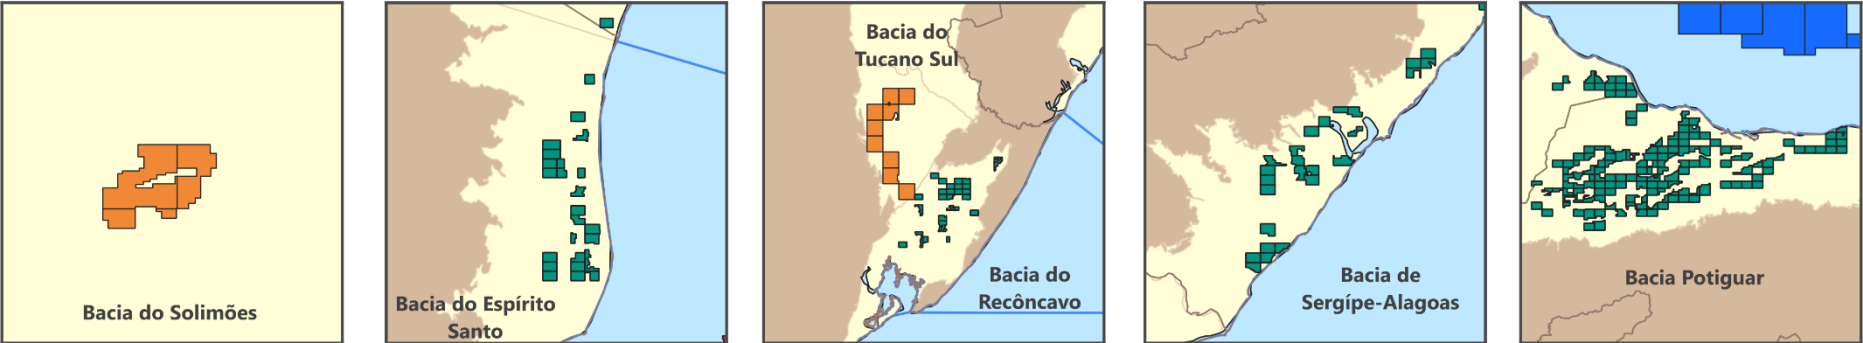 Bacia do Solimões
Bacia do Espírito
Santo
Bacia do
Tucano Sul
Bacia do
Recôncavo
Bacia de
Sergípe-Alagoas
Bacia Potiguar